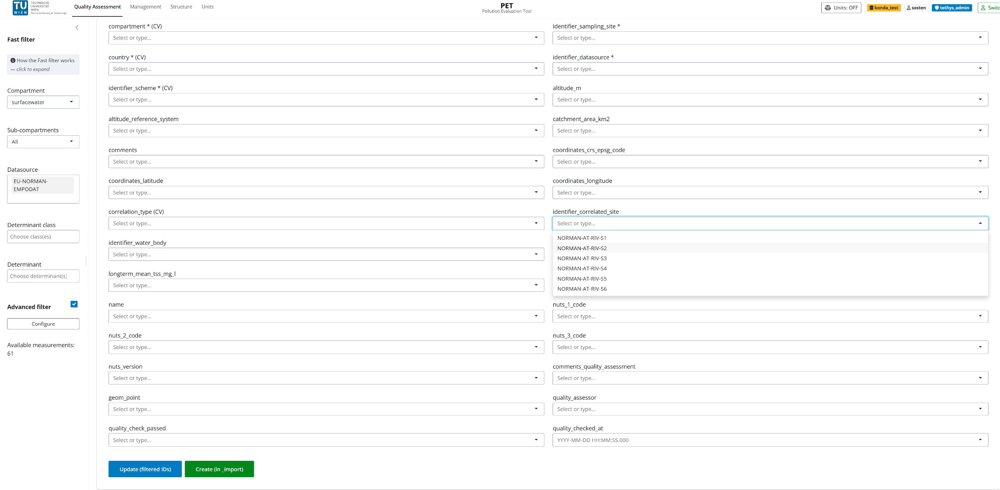 TU
WIEN
TECHNISCHE
UNIVERSITÄT
WIEN
Vienna University of Technology
Quality Assessment
Management
Structure
Units
PET
Pollution Evaluation Tool
Units: OFF
konda_test
sosten
tethys_admin
Fast filter
How the Fast filter works
— click to expand
Compartment
surfacewater
Sub-compartments
All
Datasource
EU-NORMAN-
EMPODAT
Determinant class
Choose class(es)
Determinant
Choose determinant(s)
Advanced filter
Configure
Available measurements:
61
compartment * (CV)
Select or type...
identifier_sampling_site *
Select or type...
country * (CV)
Select or type...
identifier_datasource *
Select or type...
identifier_scheme * (CV)
Select or type...
altitude_m
Select or type...
altitude_reference_system
Select or type...
catchment_area_km2
Select or type...
comments
Select or type...
coordinates_crs_epsg_code
Select or type...
coordinates_latitude
Select or type...
coordinates_longitude
Select or type...
correlation_type (CV)
Select or type...
identifier_correlated_site
Select or type...
NORMAN-AT-RIV-S1
NORMAN-AT-RIV-S2
NORMAN-AT-RIV-S3
NORMAN-AT-RIV-S4
NORMAN-AT-RIV-S5
NORMAN-AT-RIV-S6
identifier_water_body
Select or type...
longterm_mean_tss_mg_l
Select or type...
name
Select or type...
nuts_1_code
Select or type...
nuts_2_code
Select or type...
nuts_3_code
Select or type...
nuts_version
Select or type...
comments_quality_assessment
Select or type...
geom_point
Select or type...
quality_assessor
Select or type...
quality_check_passed
Select or type...
quality_checked_at
YYYY-MM-DD HH:MM:SS.000
Update (filtered IDs)
Create (in _import)